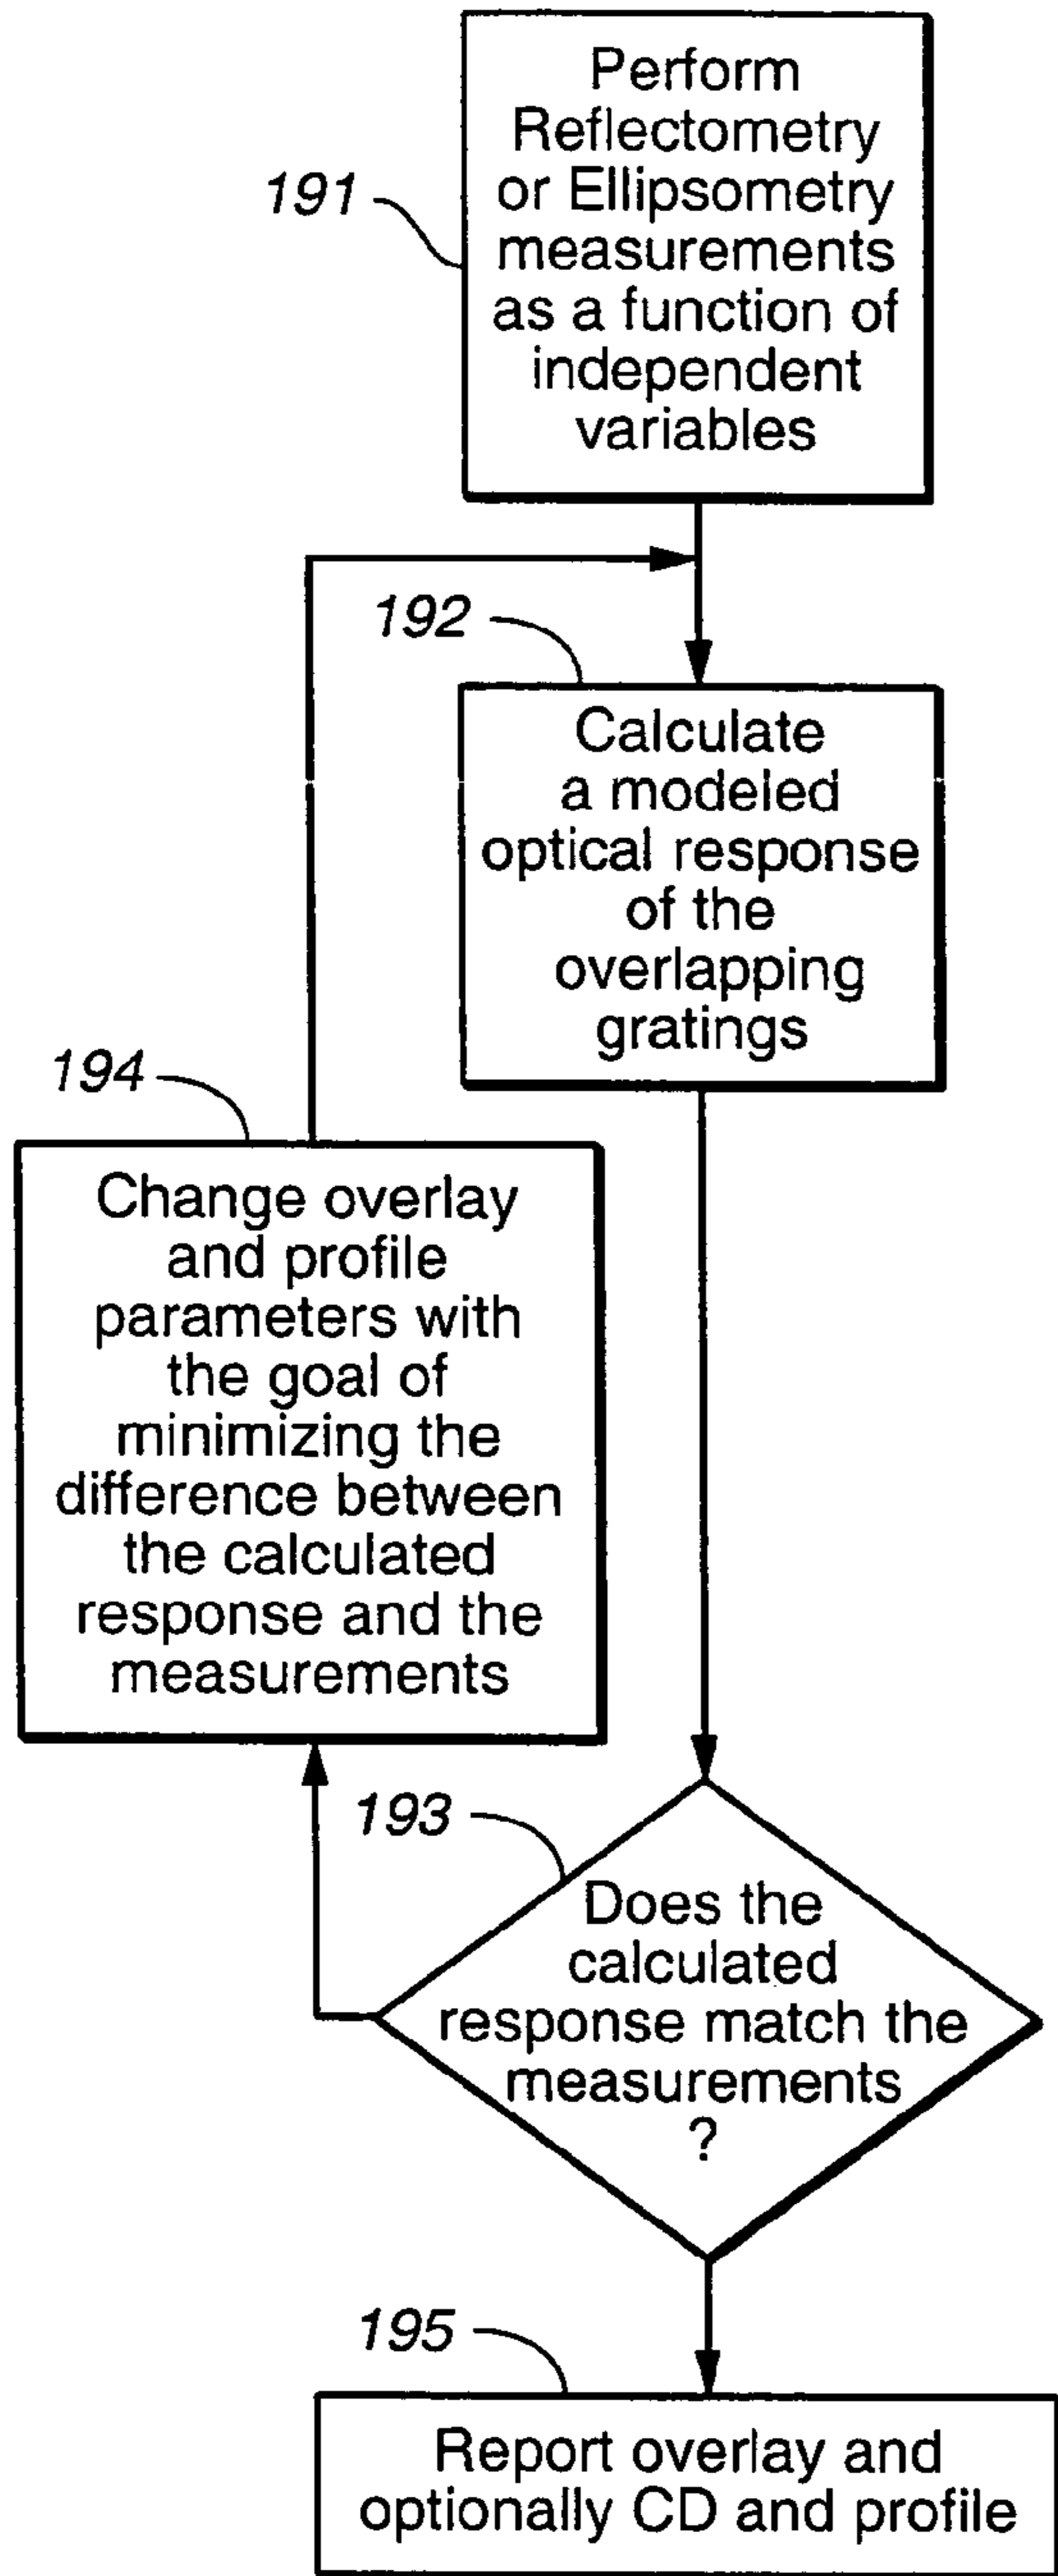 Perform
Reflectometry
or Ellipsometry
measurements
as a function of
independent
variables
191
192
Calculate
a modeled
optical response
of the
overlapping
gratings
194
Change overlay
and profile
parameters with
the goal of
minimizing the
difference between
the calculated
response and the
measurements
193
Does the
calculated
response match the
measurements
?
195
Report overlay and
optionally CD and profile